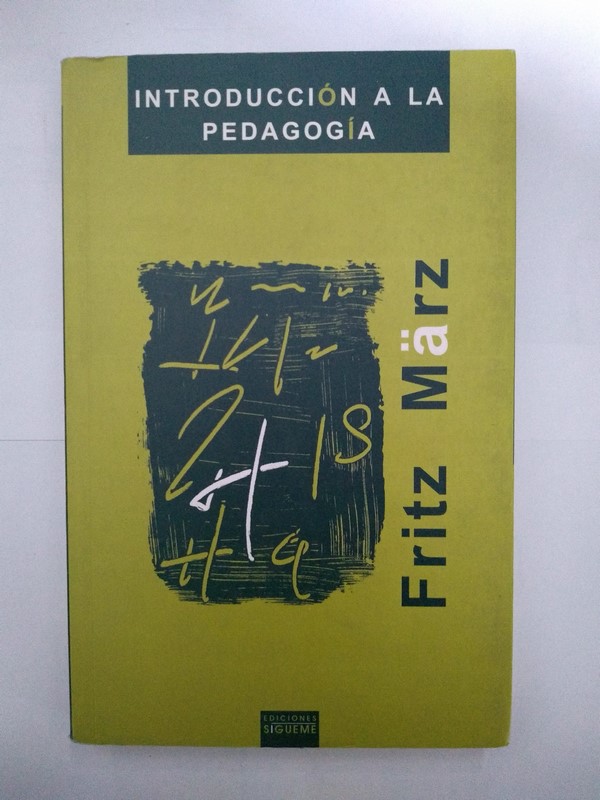 INTRODUCCIÓN A LA
PEDAGOGÍA
Fritz März
EDICIONES
SÍGUEME